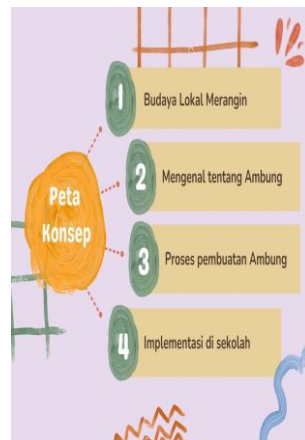 Peta
Konsep
1
Budaya Lokal Merangin
2
Mengenal tentang Ambung
3
Proses pembuatan Ambung
4
Implementasi di sekolah